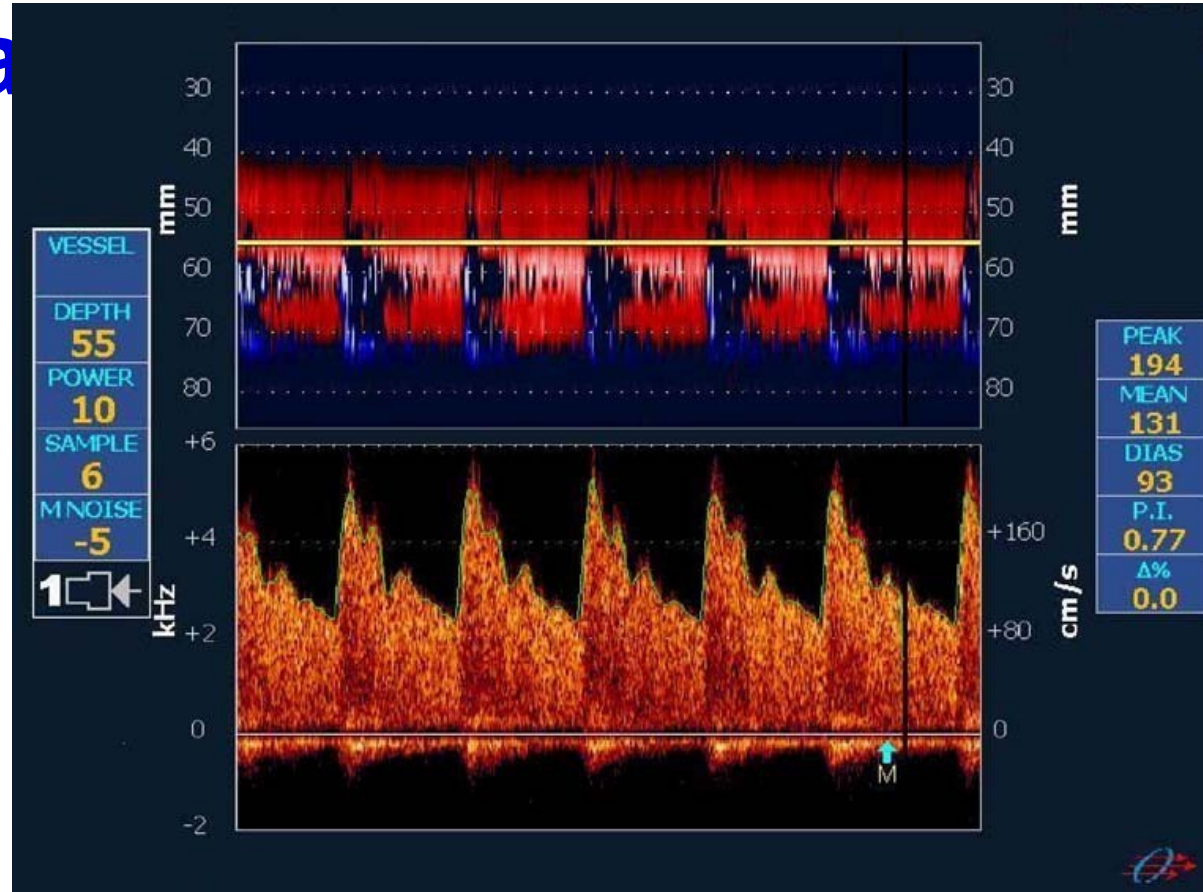 a
30
40
50
60
70
80
mm
30
40
50
60
70
80
mm
VESSEL
DEPTH
55
POWER
10
SAMPLE
6
M NOISE
-5
1
PEAK
194
MEAN
131
DIAS
93
P.I.
0.77
Δ%
0.0
+6
+4
+2
0
-2
kHz
+160
+80
0
cm/s
M